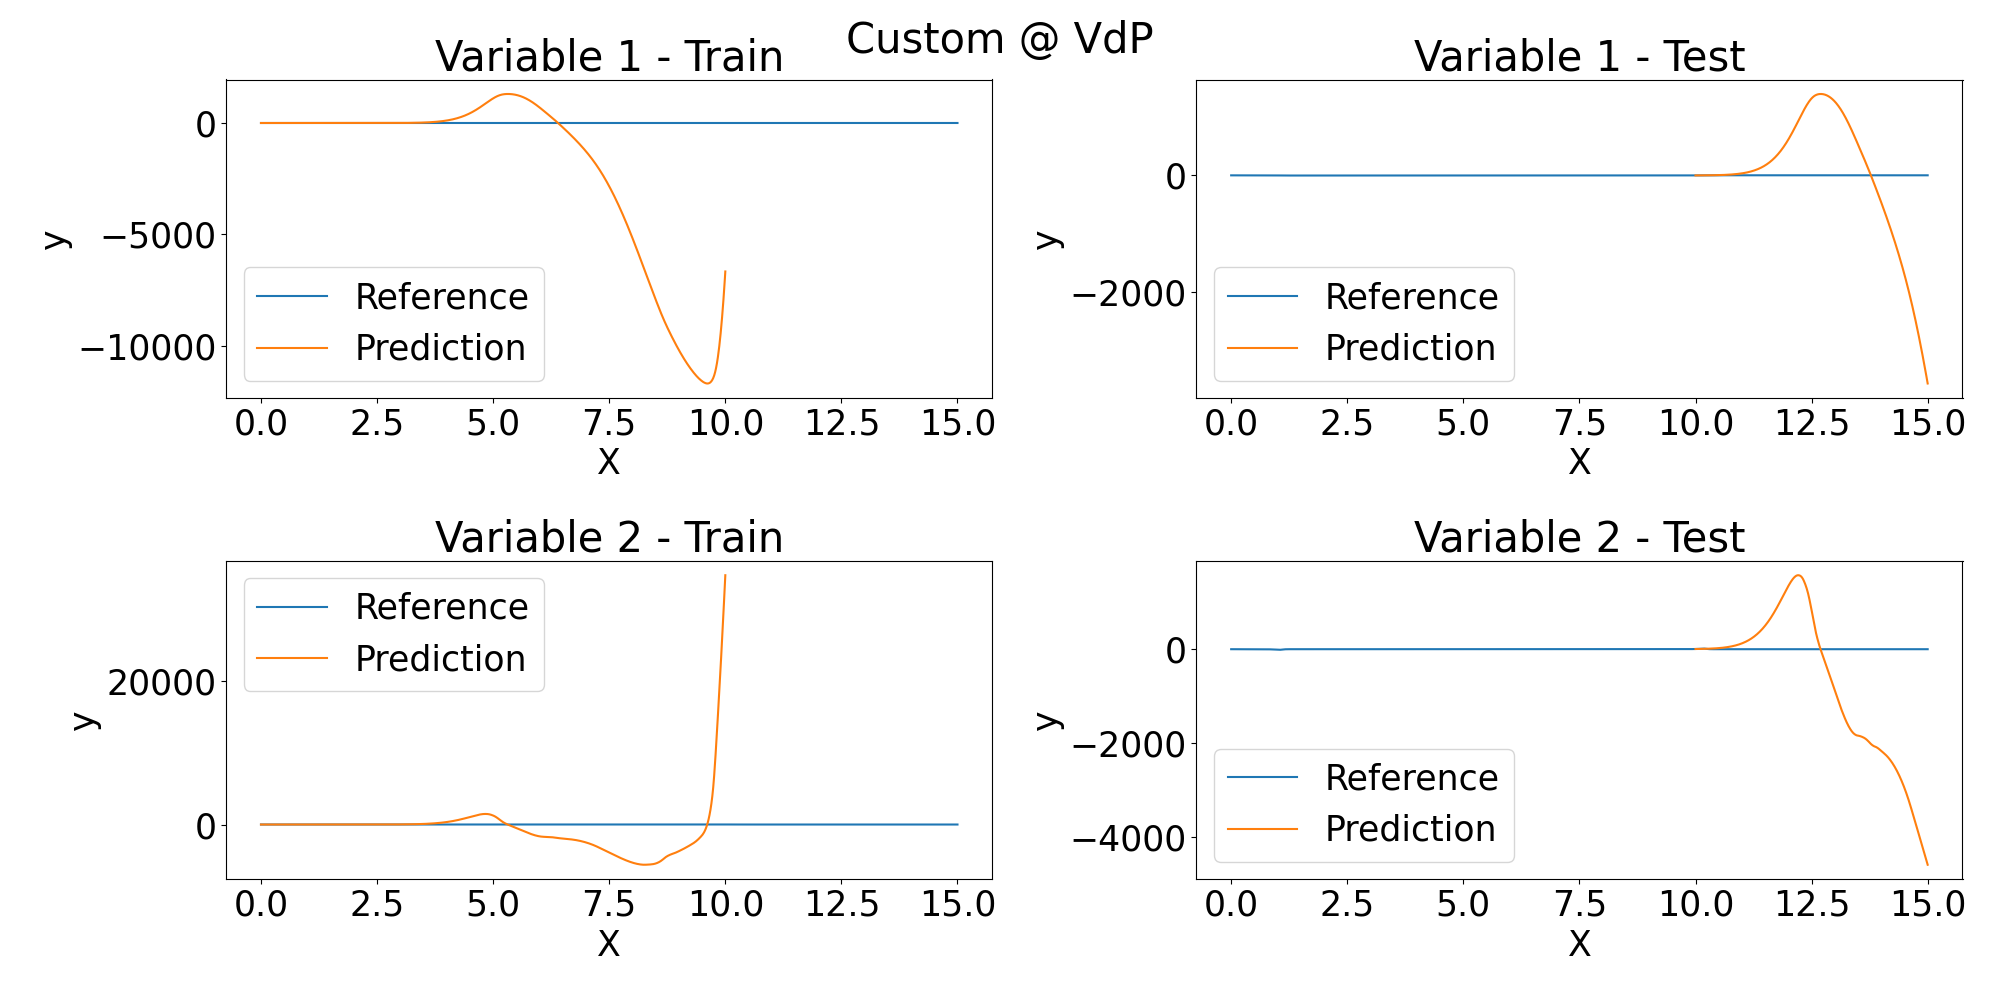 Custom @ VdP
Variable 1 - Train
0
−5000
−10000
y
Reference
Prediction
0.0 2.5 5.0 7.5 10.0 12.5 15.0
X
Variable 1 - Test
0
−2000
y
Reference
Prediction
0.0 2.5 5.0 7.5 10.0 12.5 15.0
X
Variable 2 - Train
Reference
Prediction
20000
0
y
0.0 2.5 5.0 7.5 10.0 12.5 15.0
X
Variable 2 - Test
0
−2000
−4000
y
Reference
Prediction
0.0 2.5 5.0 7.5 10.0 12.5 15.0
X